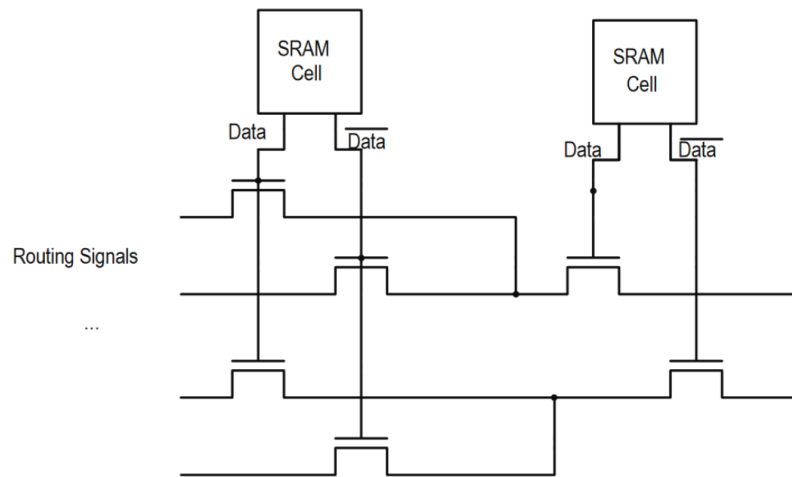 SRAM
Cell
SRAM
Cell
Data
Data
Data
Data
Routing Signals
...